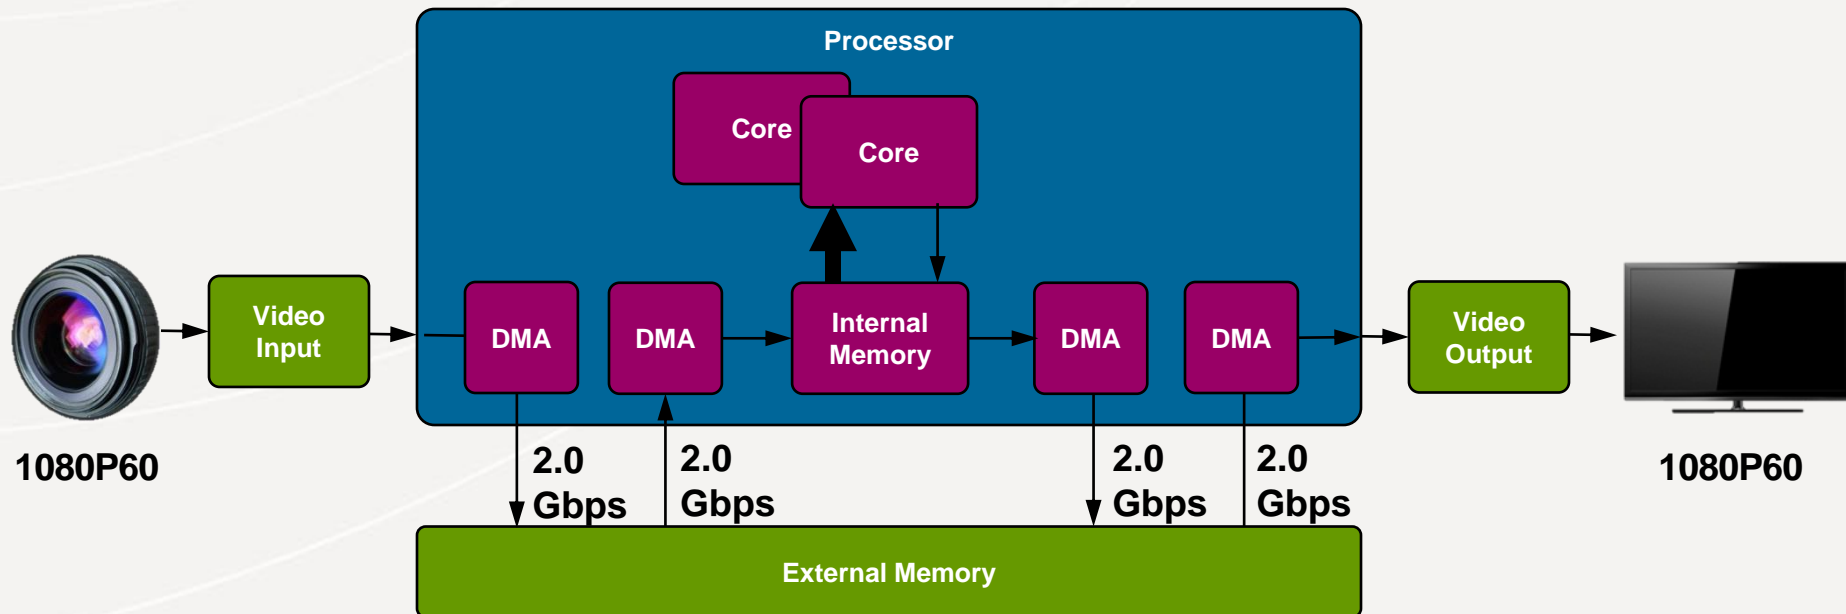 Processor
Core
Core
Video
Input
DMA
DMA
Internal
Memory
DMA
DMA
Video
Output
1080P60
2.0
Gbps
2.0
Gbps
2.0
Gbps
2.0
Gbps
1080P60
External Memory